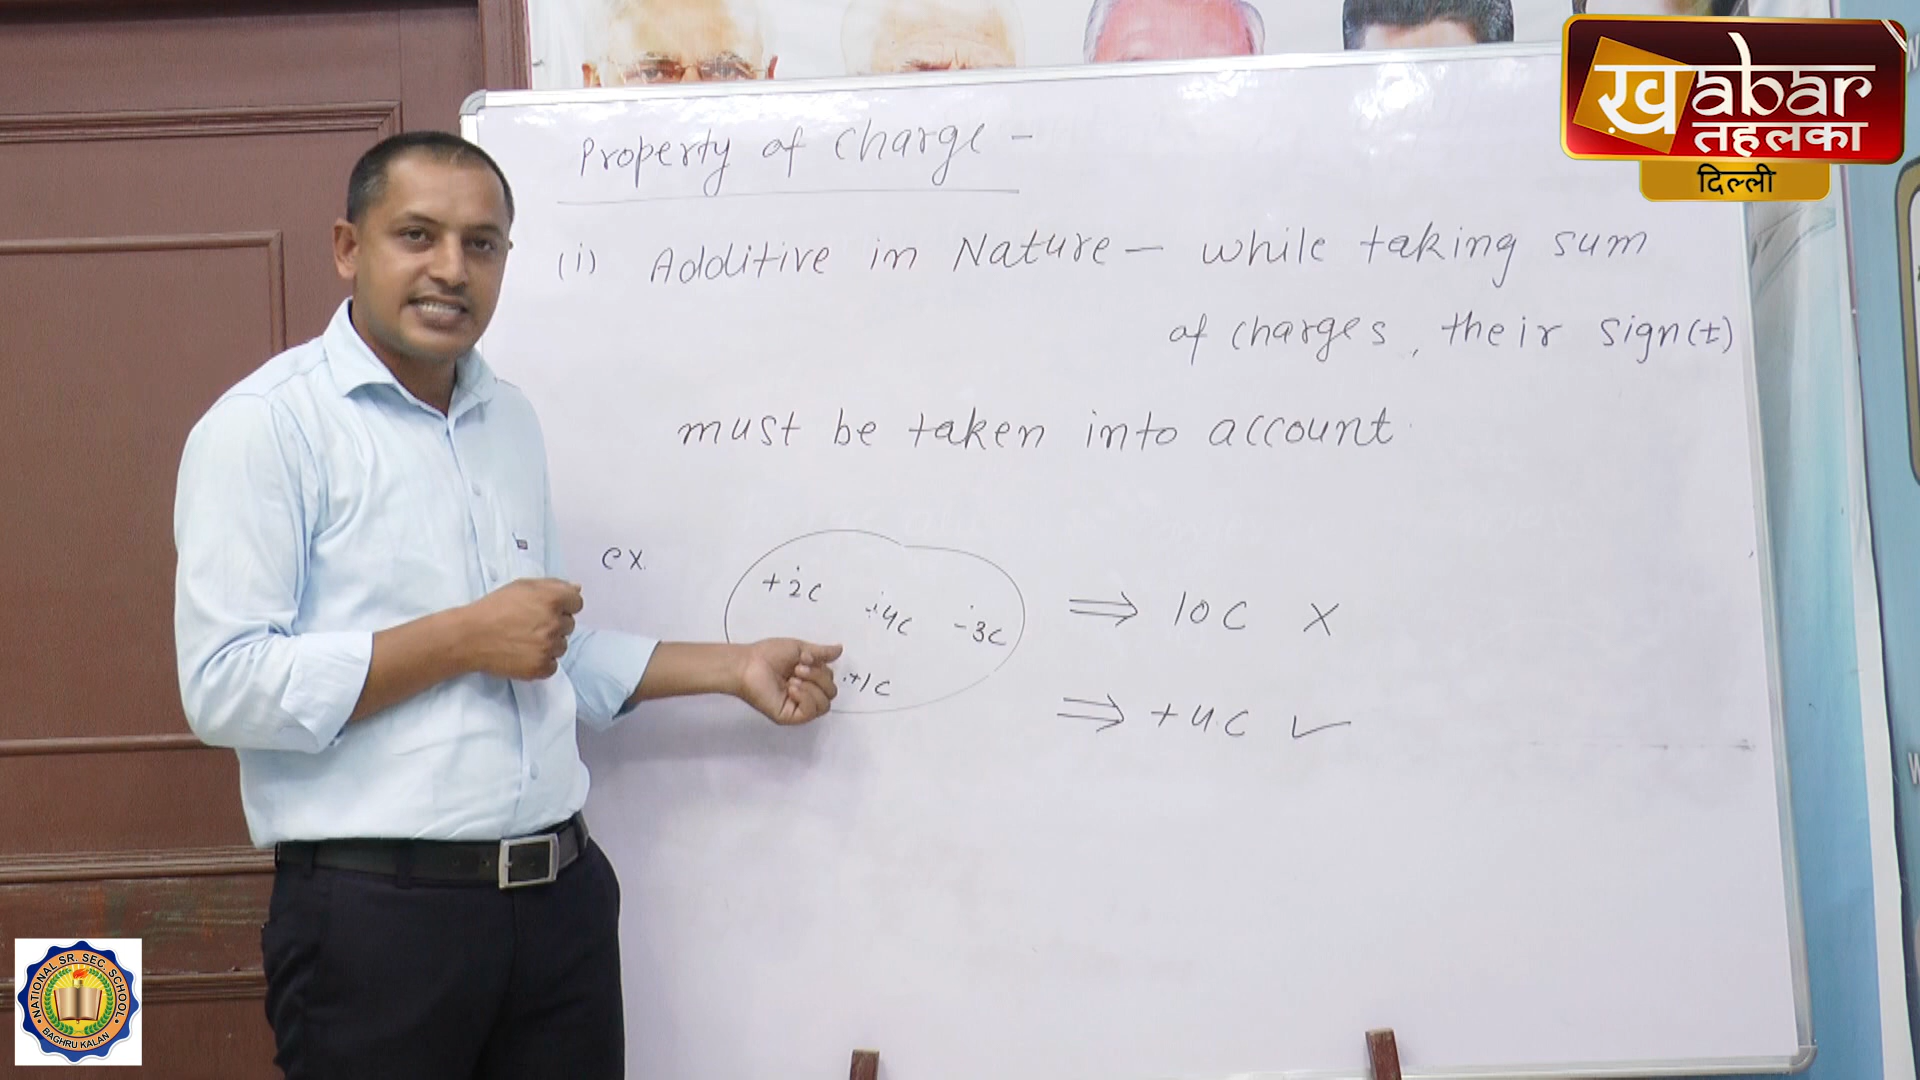 Property of Charge -
(i) Additive in Nature - while taking sum
of charges, their sign(±)
must be taken into account.
ex.
+2C
+4C
-3C
+1C
⇒ 10C X
⇒ +4C ✓
ख़abar
तहलका
दिल्ली
NATIONAL SR. SEC. SCHOOL
BAGHRU KALAN